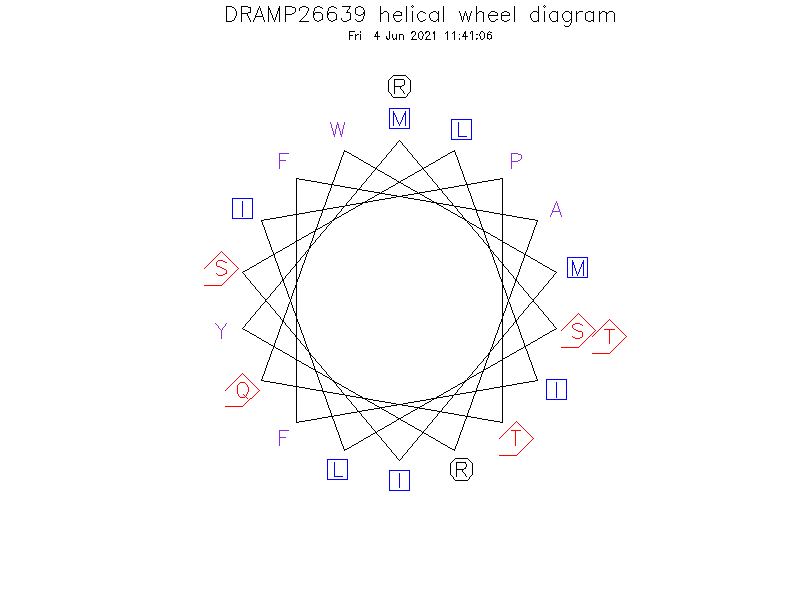 DRAMP26639 helical wheel diagram
Fri 4 Jun 2021 11:41:06
R
M
W L
F P
I A
S M
Y S T
Q I
F T
L I R